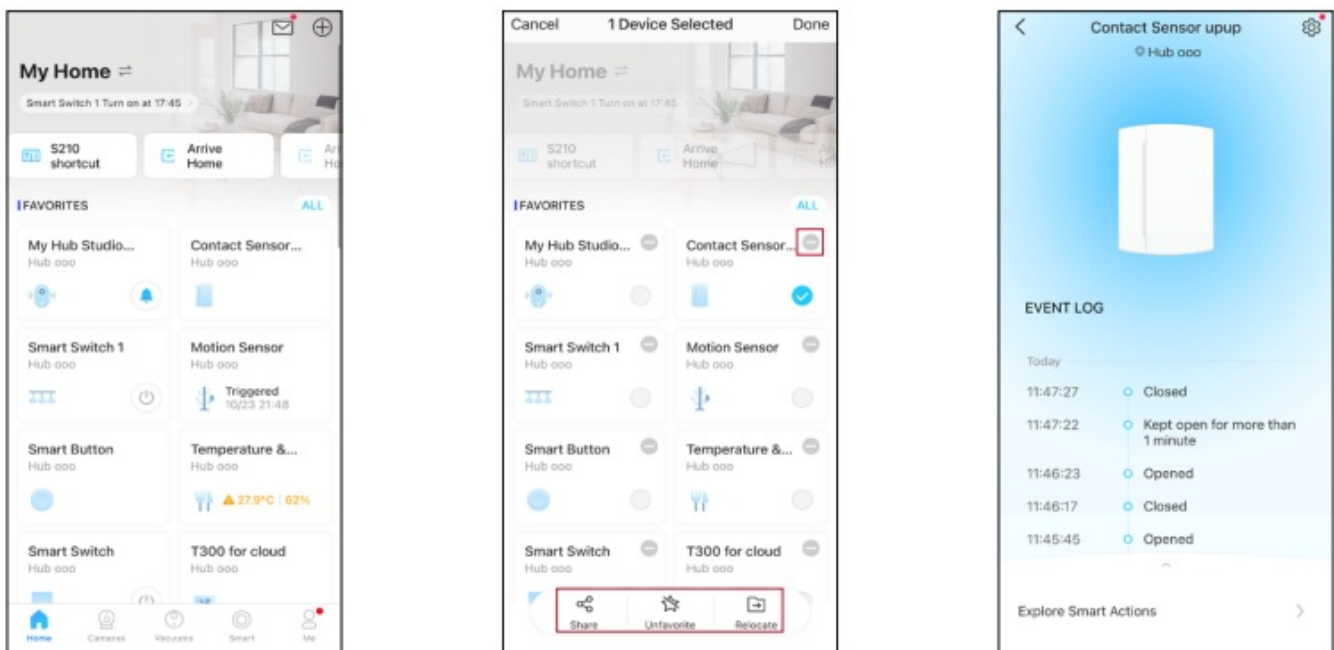 My Home
Smart Switch 1 Turn on at 17:45
S210 shortcut
Arrive Home
FAVORITES
ALL
My Hub Studio...
Hub ooo
Contact Sensor...
Hub ooo
Smart Switch 1
Hub ooo
Motion Sensor
Hub ooo
Triggered
10/23 21:48
Smart Button
Hub ooo
Temperature &...
Hub ooo
27.9°C | 62%
Smart Switch
Hub ooo
T300 for cloud
Hub ooo
Home
Cameras
Vacuums
Smart
Me
Cancel
1 Device Selected
Done
My Home
Smart Switch 1 Turn on at 17:45
S210 shortcut
Arrive Home
FAVORITES
ALL
My Hub Studio...
Hub ooo
Contact Sensor...
Hub ooo
Smart Switch 1
Hub ooo
Motion Sensor
Hub ooo
Smart Button
Hub ooo
Temperature &...
Hub ooo
Smart Switch
Hub ooo
T300 for cloud
Hub ooo
Share
Unfavorite
Relocate
Contact Sensor upup
Hub ooo
EVENT LOG
Today
11:47:27 Closed
11:47:22 Kept open for more than
1 minute
11:46:23 Opened
11:46:17 Closed
11:45:45 Opened
Explore Smart Actions